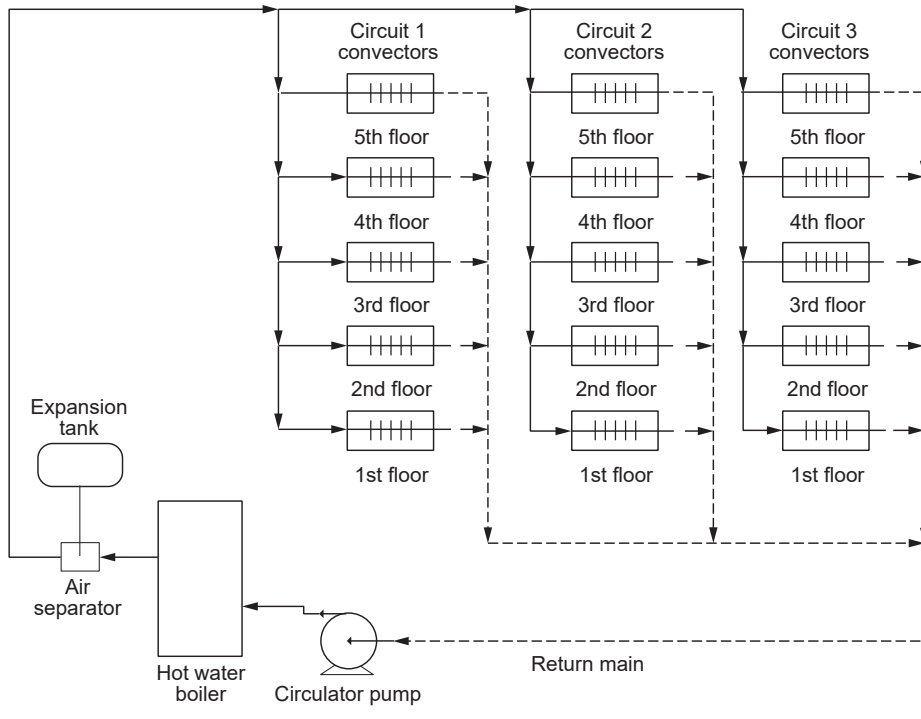 Circuit 1
convectors
Circuit 2
convectors
Circuit 3
convectors
5th floor
5th floor
5th floor
4th floor
4th floor
4th floor
3rd floor
3rd floor
3rd floor
2nd floor
2nd floor
2nd floor
Expansion
tank
1st floor
1st floor
1st floor
Air
separator
Hot water
boiler
Circulator pump
Return main